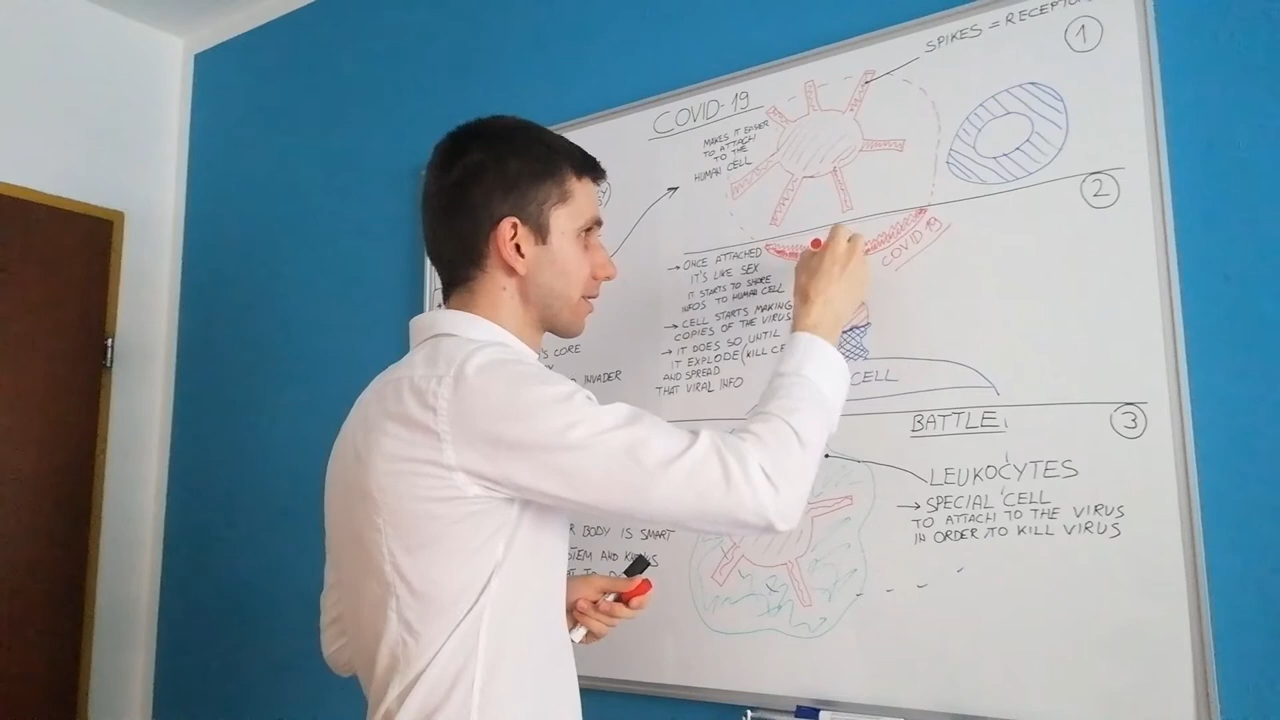 SPIKES = RECEPTO
1
COVID-19
MAKES IT EASIER
TO ATTACH
TO THE
HUMAN CELL
2
COVID 19
→ ONCE ATTACHED
IT'S LIKE SEX
IT STARTS TO SHARE
INFOS TO HUMAN CELL
→ CELL STARTS MAKING
COPIES OF THE VIRUS
→ IT DOES SO UNTIL
IT EXPLODE (KILL CE
AND SPREAD
THAT VIRAL INFO
CELL
'S CORE
INVADER
BATTLE
3
LEUKOCYTES
→ SPECIAL CELL
TO ATTACH TO THE VIRUS
IN ORDER TO KILL VIRUS
R BODY IS SMART
STEM AND KNOWS